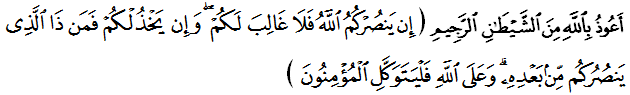 أَعُوذُ بِاللَّهِ مِنَ الشَّيْطَانِ الرَّجِيمِ ( إِن يَنصُرْكُمُ اللَّهُ فَلَا غَالِبَ لَكُمْ ۖ وَإِن يَخْذُلْكُمْ فَمَن ذَا الَّذِي
يَنصُرُكُم مِّن بَعْدِهِ ۗ وَعَلَى اللَّهِ فَلْيَتَوَكَّلِ الْمُؤْمِنُونَ )